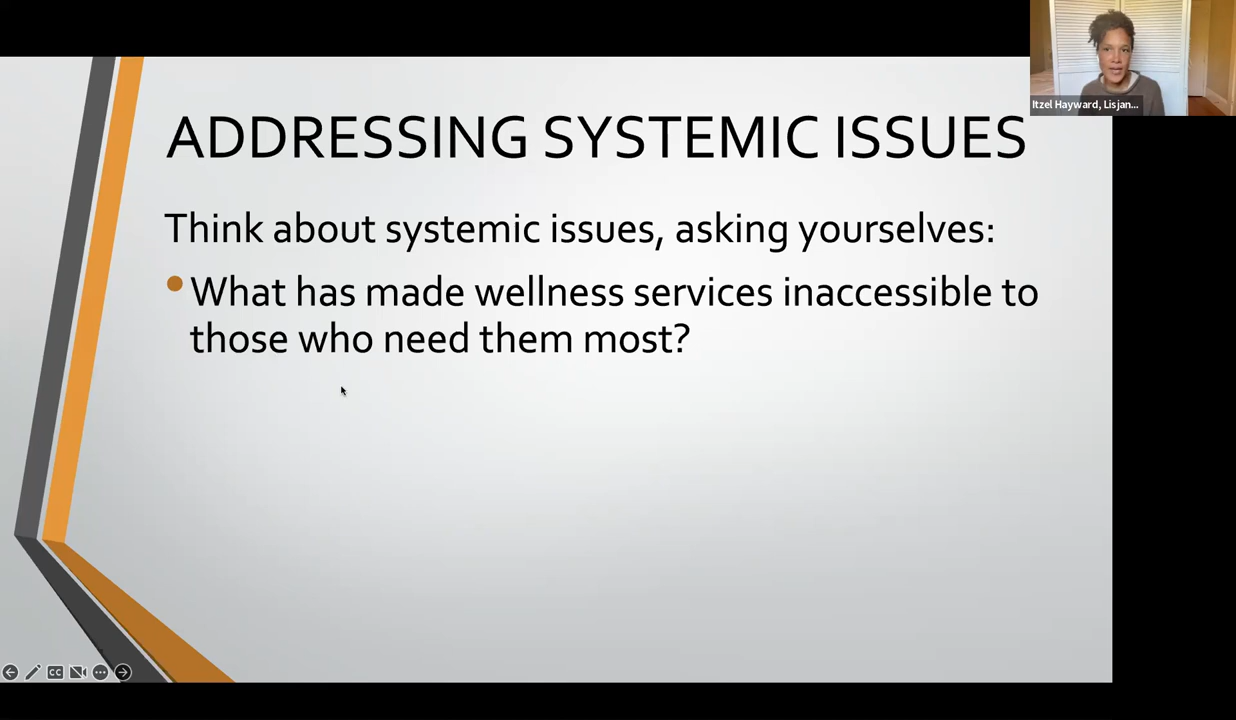 Itzel Hayward, Lisjan...
ADDRESSING SYSTEMIC ISSUES
Think about systemic issues, asking yourselves:
What has made wellness services inaccessible to
those who need them most?
CC